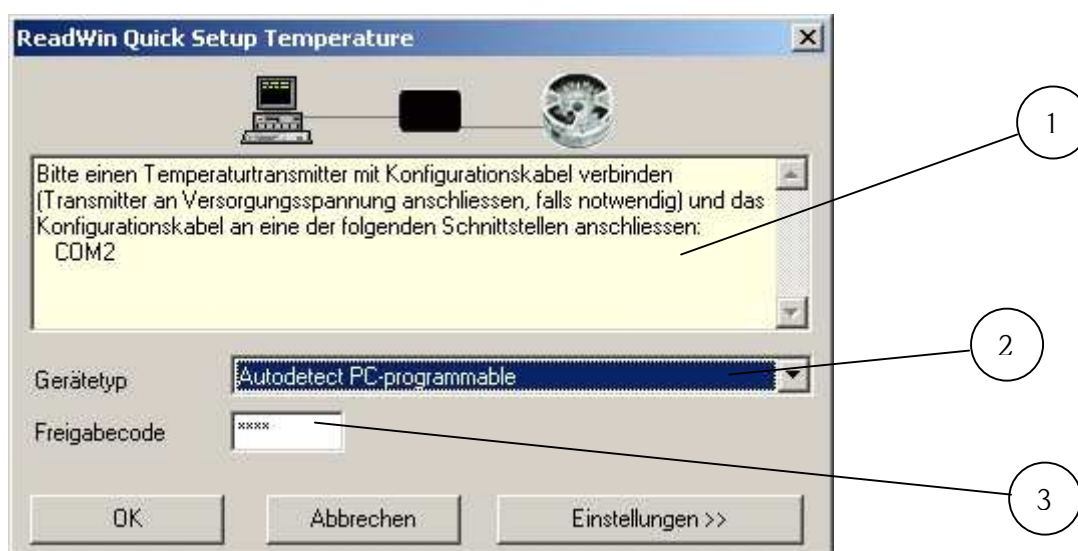 ReadWin Quick Setup Temperature
1
Bitte einen Temperaturtransmitter mit Konfigurationskabel verbinden
(Transmitter an Versorgungsspannung anschliessen, falls notwendig) und das
Konfigurationskabel an eine der folgenden Schnittstellen anschliessen:
COM2
2
Gerätetyp Autodetect PC-programmable
Freigabecode ****
3
OK Abbrechen Einstellungen >>